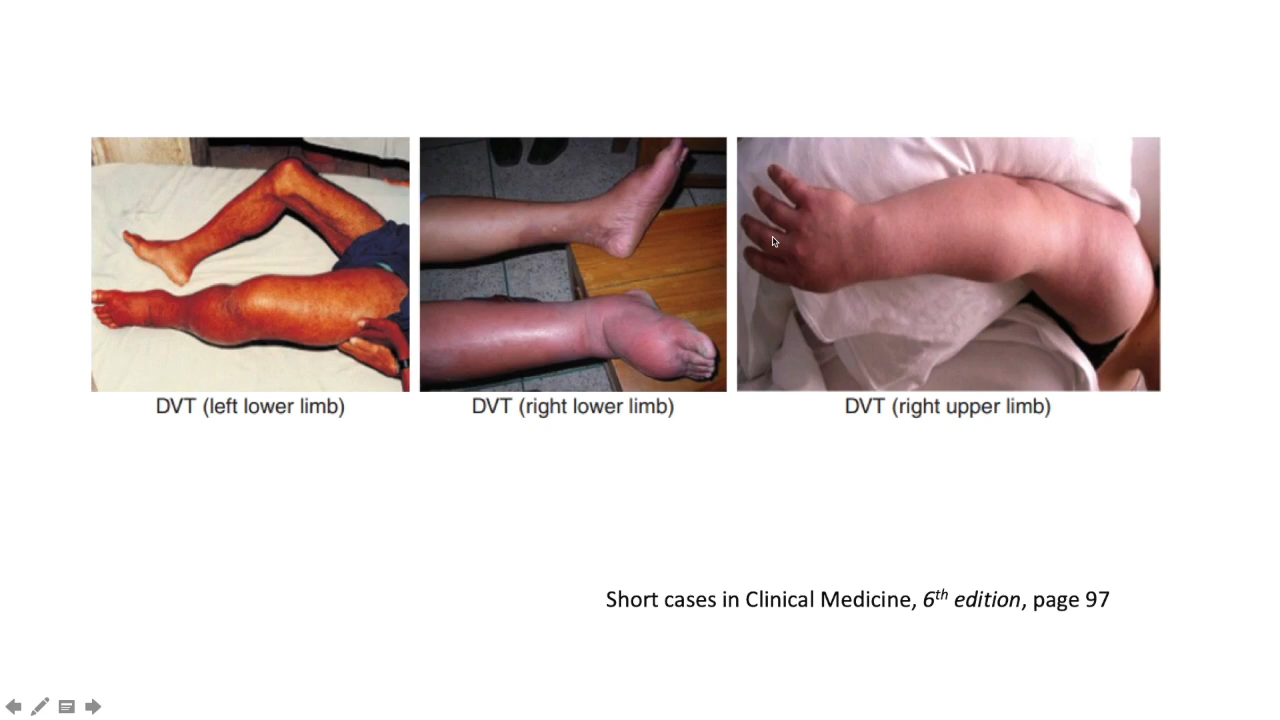 DVT (left lower limb)
DVT (right lower limb)
DVT (right upper limb)
Short cases in Clinical Medicine, 6th edition, page 97